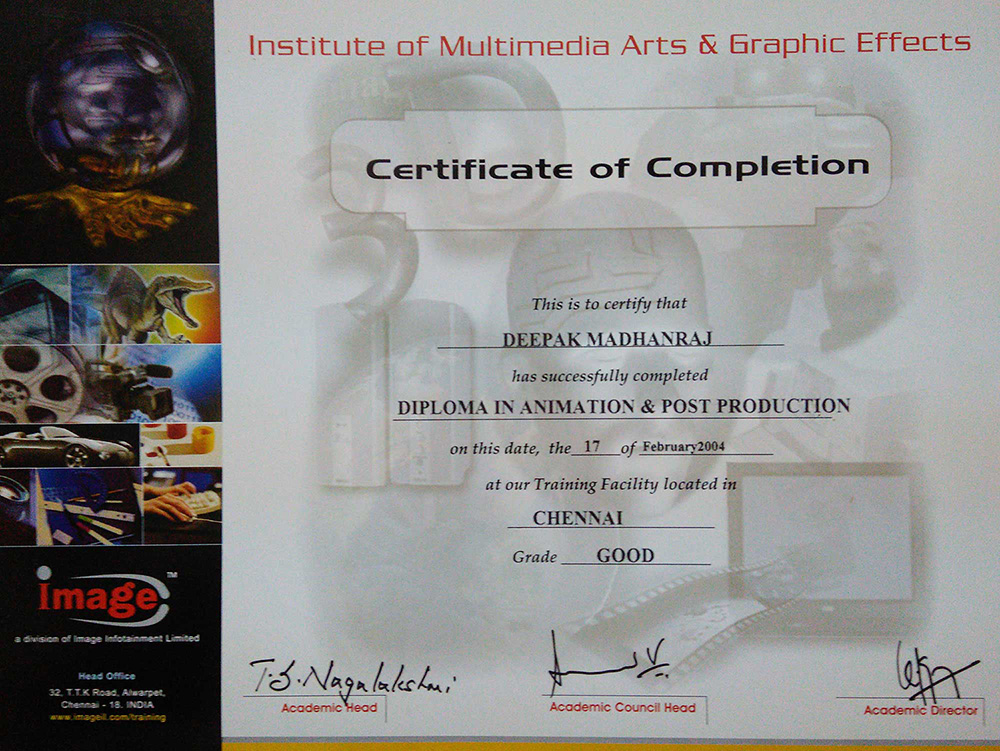 Institute of Multimedia Arts & Graphic Effects
Certificate of Completion
This is to certify that
DEEPAK MADHANRAJ
has successfully completed
DIPLOMA IN ANIMATION & POST PRODUCTION
on this date, the 17 of February2004
at our Training Facility located in
CHENNAI
Grade GOOD
image TM
a division of Image Infotainment Limited
Head Office
32, T.T.K Road, Alwarpet,
Chennai - 18. INDIA
www.imageil.com/training
T.S. Nagalakshmi
Academic Head
Academic Council Head
Academic Director